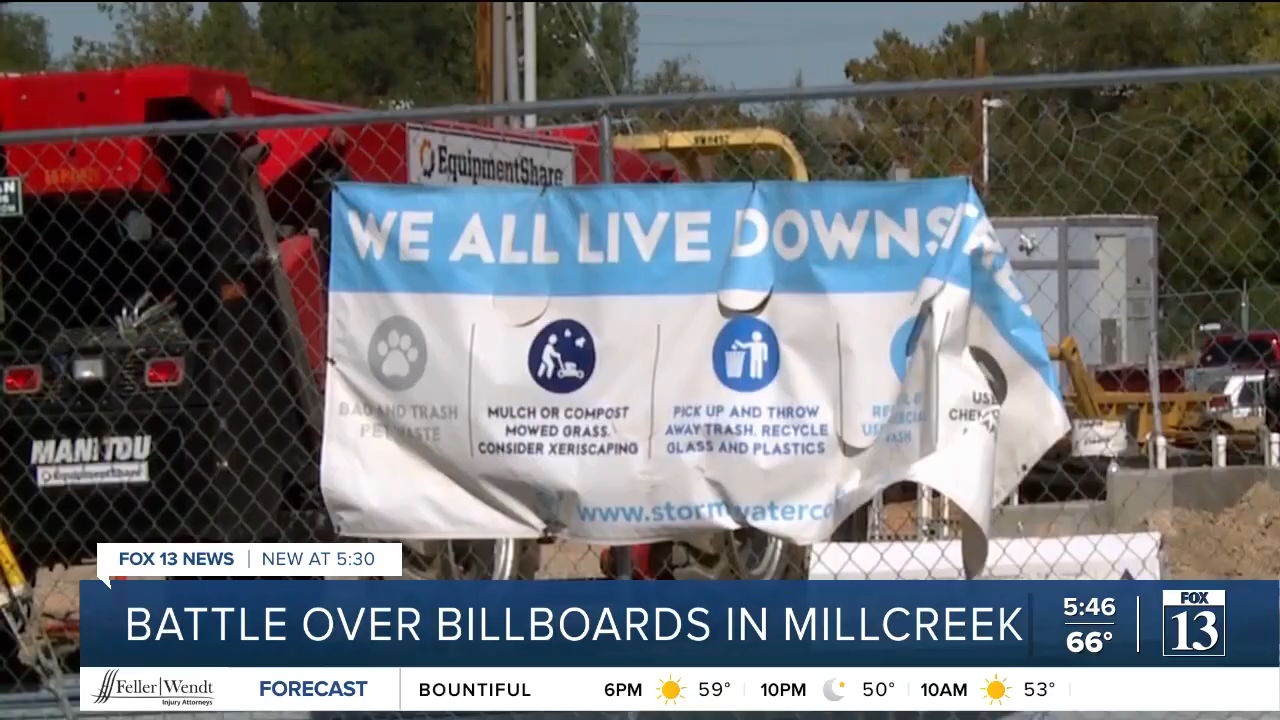 EquipmentShare
WE ALL LIVE DOWNSTRE
BAG AND TRASH
PET WASTE
MULCH OR COMPOST
MOWED GRASS.
CONSIDER XERISCAPING
PICK UP AND THROW
AWAY TRASH. RECYCLE
GLASS AND PLASTICS
www.stormwaterco
MANITOU
EquipmentShare
FOX 13 NEWS | NEW AT 5:30
BATTLE OVER BILLBOARDS IN MILLCREEK
5:46
66°
FOX
13
Feller|Wendt
Injury Attorneys
FORECAST
BOUNTIFUL
6PM 59° 10PM 50° 10AM 53°